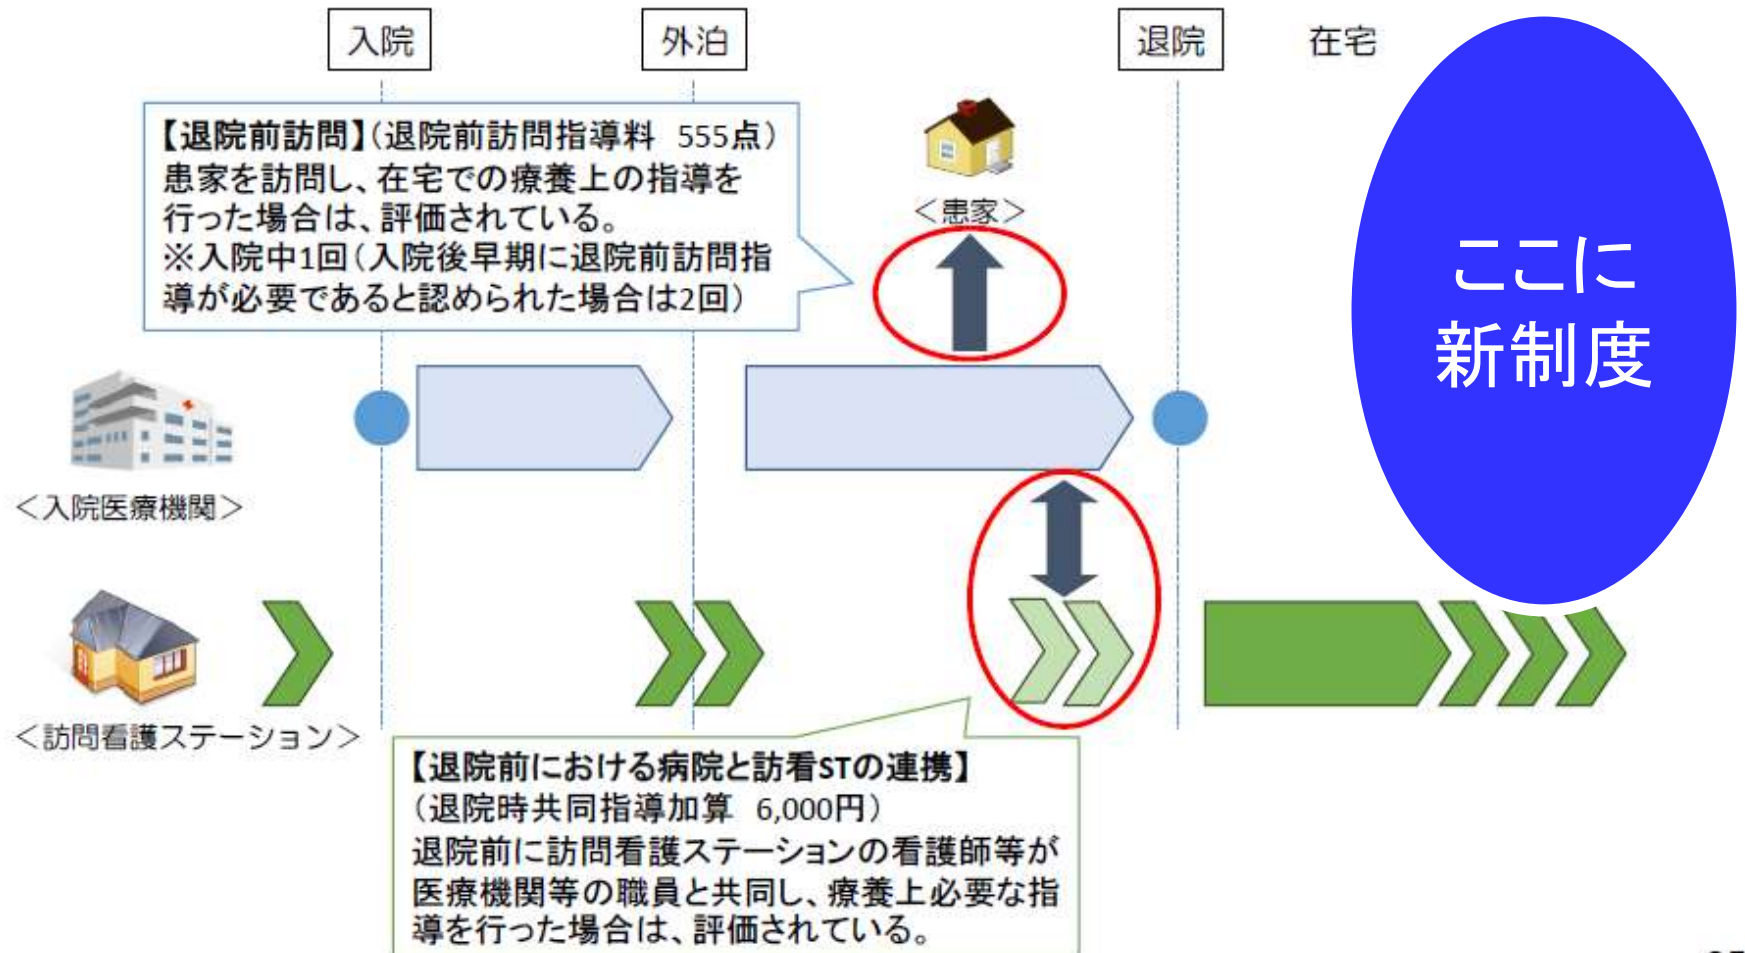 入院
外泊
退院
在宅
【退院前訪問】（退院前訪問指導料 555点）
患家を訪問し、在宅での療養上の指導を
行った場合は、評価されている。
※入院中1回（入院後早期に退院前訪問指
導が必要であると認められた場合は2回）
＜患家＞
ここに
新制度
＜入院医療機関＞
＜訪問看護ステーション＞
【退院前における病院と訪看STの連携】
（退院時共同指導加算 6,000円）
退院前に訪問看護ステーションの看護師等が
医療機関等の職員と共同し、療養上必要な指
導を行った場合は、評価されている。